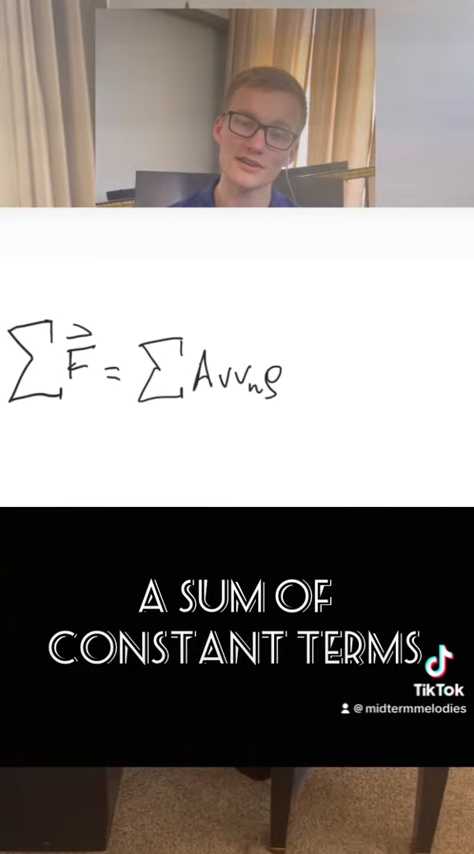 ∑F⃗ = ∑Avvₙρ
A SUM OF
CONSTANT TERMS
TikTok
@midtermmelodies